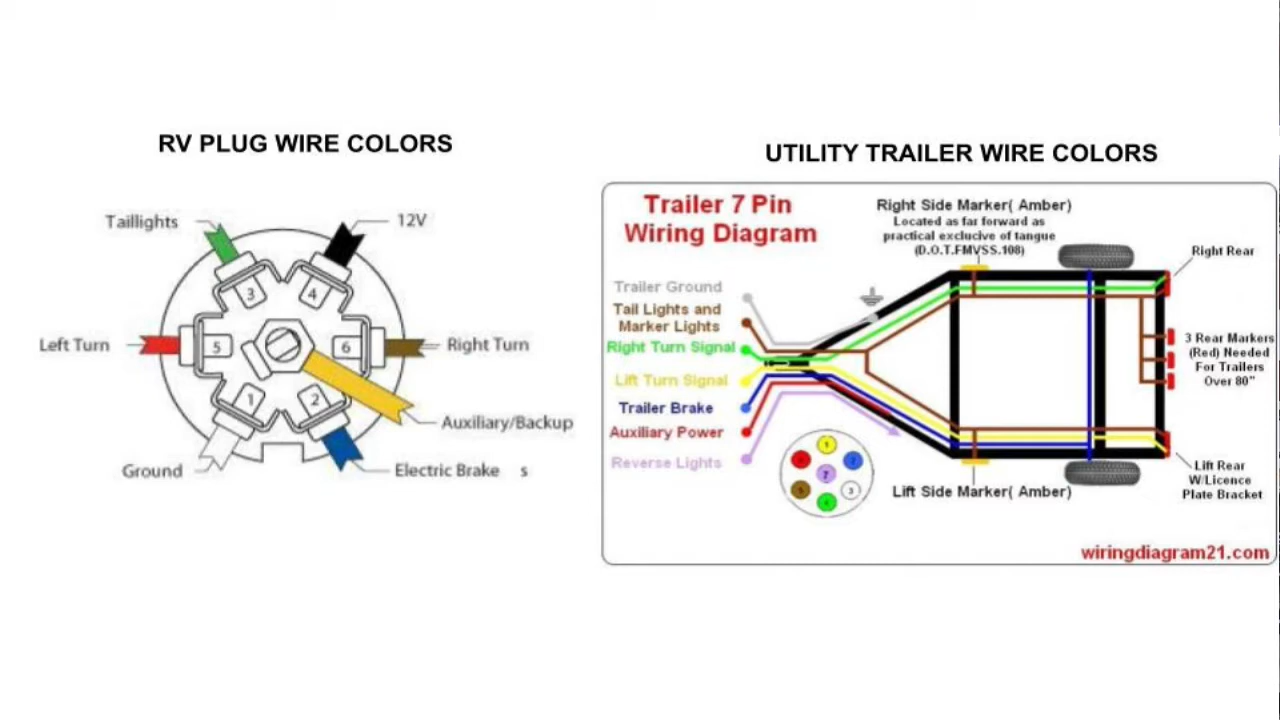 RV PLUG WIRE COLORS
Taillights
12V
3
4
Left Turn
5
6
Right Turn
1
2
Auxiliary/Backup
Ground
Electric Brake s
UTILITY TRAILER WIRE COLORS
Trailer 7 Pin
Wiring Diagram
Right Side Marker( Amber)
Located as far forward as
practical exclucive of tangue
(D.O.T.FMVSS.108)
Right Rear
Trailer Ground
Tail Lights and
Marker Lights
Right Turn Signal
Lift Turn Signal
Trailer Brake
Auxiliary Power
Reverse Lights
3 Rear Markers
(Red) Needed
For Trailers
Over 80"
1
7
3
Lift Side Marker( Amber)
Lift Rear
W/Licence
Plate Bracket
wiringdiagram21.com